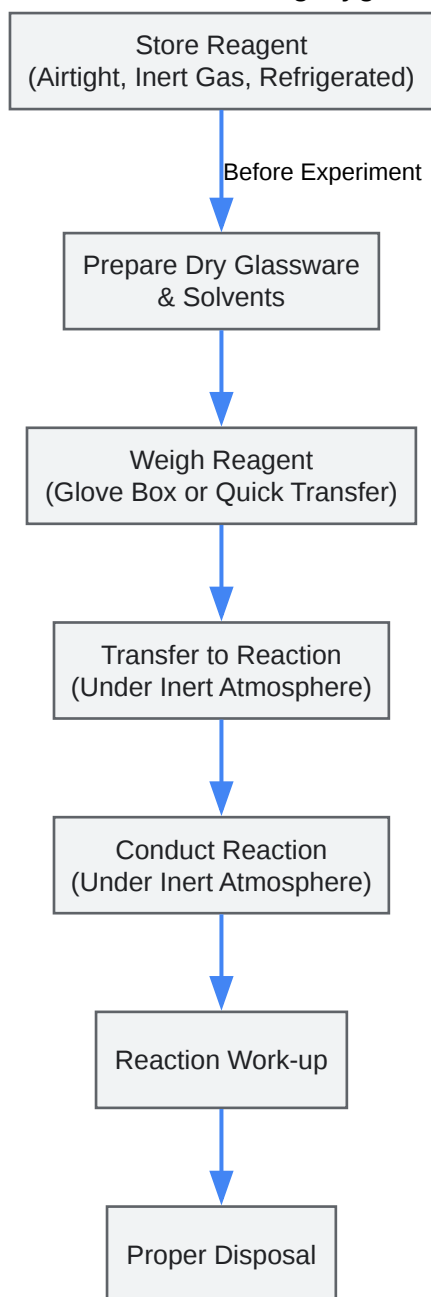 Store Reagent
(Airtight, Inert Gas, Refrigerated)
Before Experiment
Prepare Dry Glassware
& Solvents
Weigh Reagent
(Glove Box or Quick Transfer)
Transfer to Reaction
(Under Inert Atmosphere)
Conduct Reaction
(Under Inert Atmosphere)
Reaction Work-up
Proper Disposal